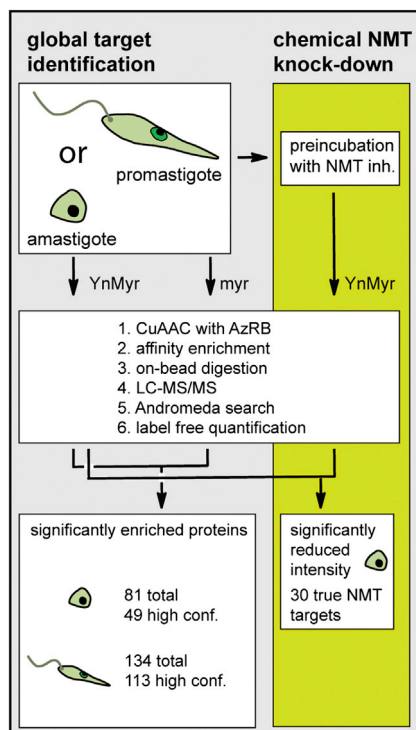 global target
identification
chemical NMT
knock-down
or
promastigote
amastigote
preincubation
with NMT inh.
YnMyr
myr
YnMyr
1. CuAAC with AzRB
2. affinity enrichment
3. on-bead digestion
4. LC-MS/MS
5. Andromeda search
6. label free quantification
significantly enriched proteins
81 total
49 high conf.
134 total
113 high conf.
significantly
reduced
intensity
30 true NMT
targets